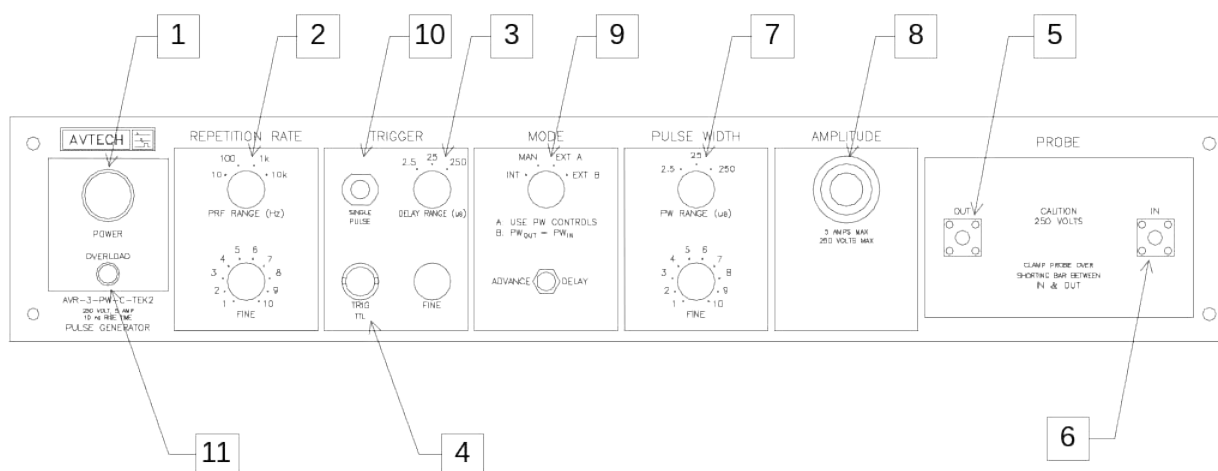 1
2
10
3
9
7
8
5
AVTECH
REPETITION RATE
TRIGGER
MODE
PULSE WIDTH
AMPLITUDE
PROBE
POWER
OVERLOAD
AVR-3-PW-C-TEK2
250 VOLT, 5 AMP
10 ns RISE TIME
PULSE GENERATOR
10 100 1k 10k
PRF RANGE (Hz)
1 2 3 4 5 6 7 8 9 10
FINE
SINGLE
PULSE
2.5 25 250
DELAY RANGE (us)
TRIG
TTL
FINE
INT MAN EXT A EXT B
A. USE PW CONTROLS
B. PWOUT = PWIN
ADVANCE DELAY
2.5 25 250
PW RANGE (us)
1 2 3 4 5 6 7 8 9 10
FINE
5 AMPS MAX
250 VOLTS MAX
OUT
CAUTION
250 VOLTS
IN
CLAMP PROBE OVER
SHORTING BAR BETWEEN
IN & OUT
11
4
6